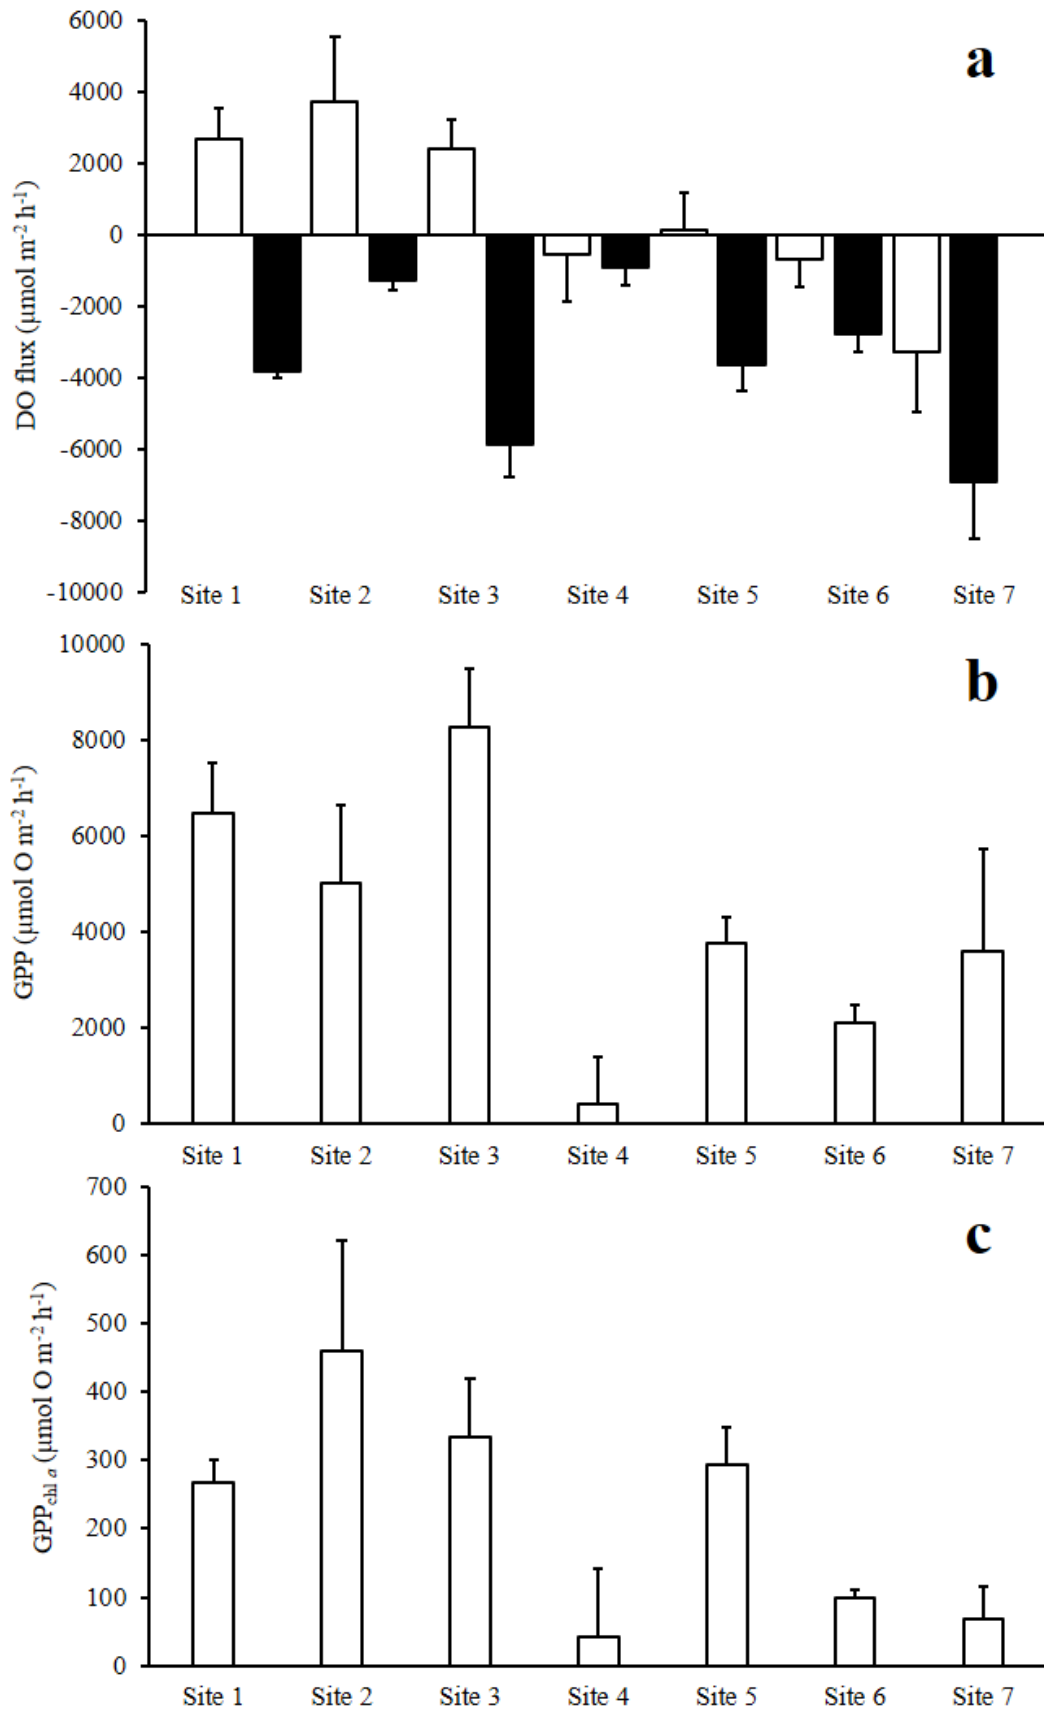 a
DO flux (µmol m-2 h-1)
6000
4000
2000
0
-2000
-4000
-6000
-8000
-10000
Site 1 Site 2 Site 3 Site 4 Site 5 Site 6 Site 7
b
GPP (µmol O m-2 h-1)
10000
8000
6000
4000
2000
0
Site 1 Site 2 Site 3 Site 4 Site 5 Site 6 Site 7
c
GPPchl a (µmol O m-2 h-1)
700
600
500
400
300
200
100
0
Site 1 Site 2 Site 3 Site 4 Site 5 Site 6 Site 7